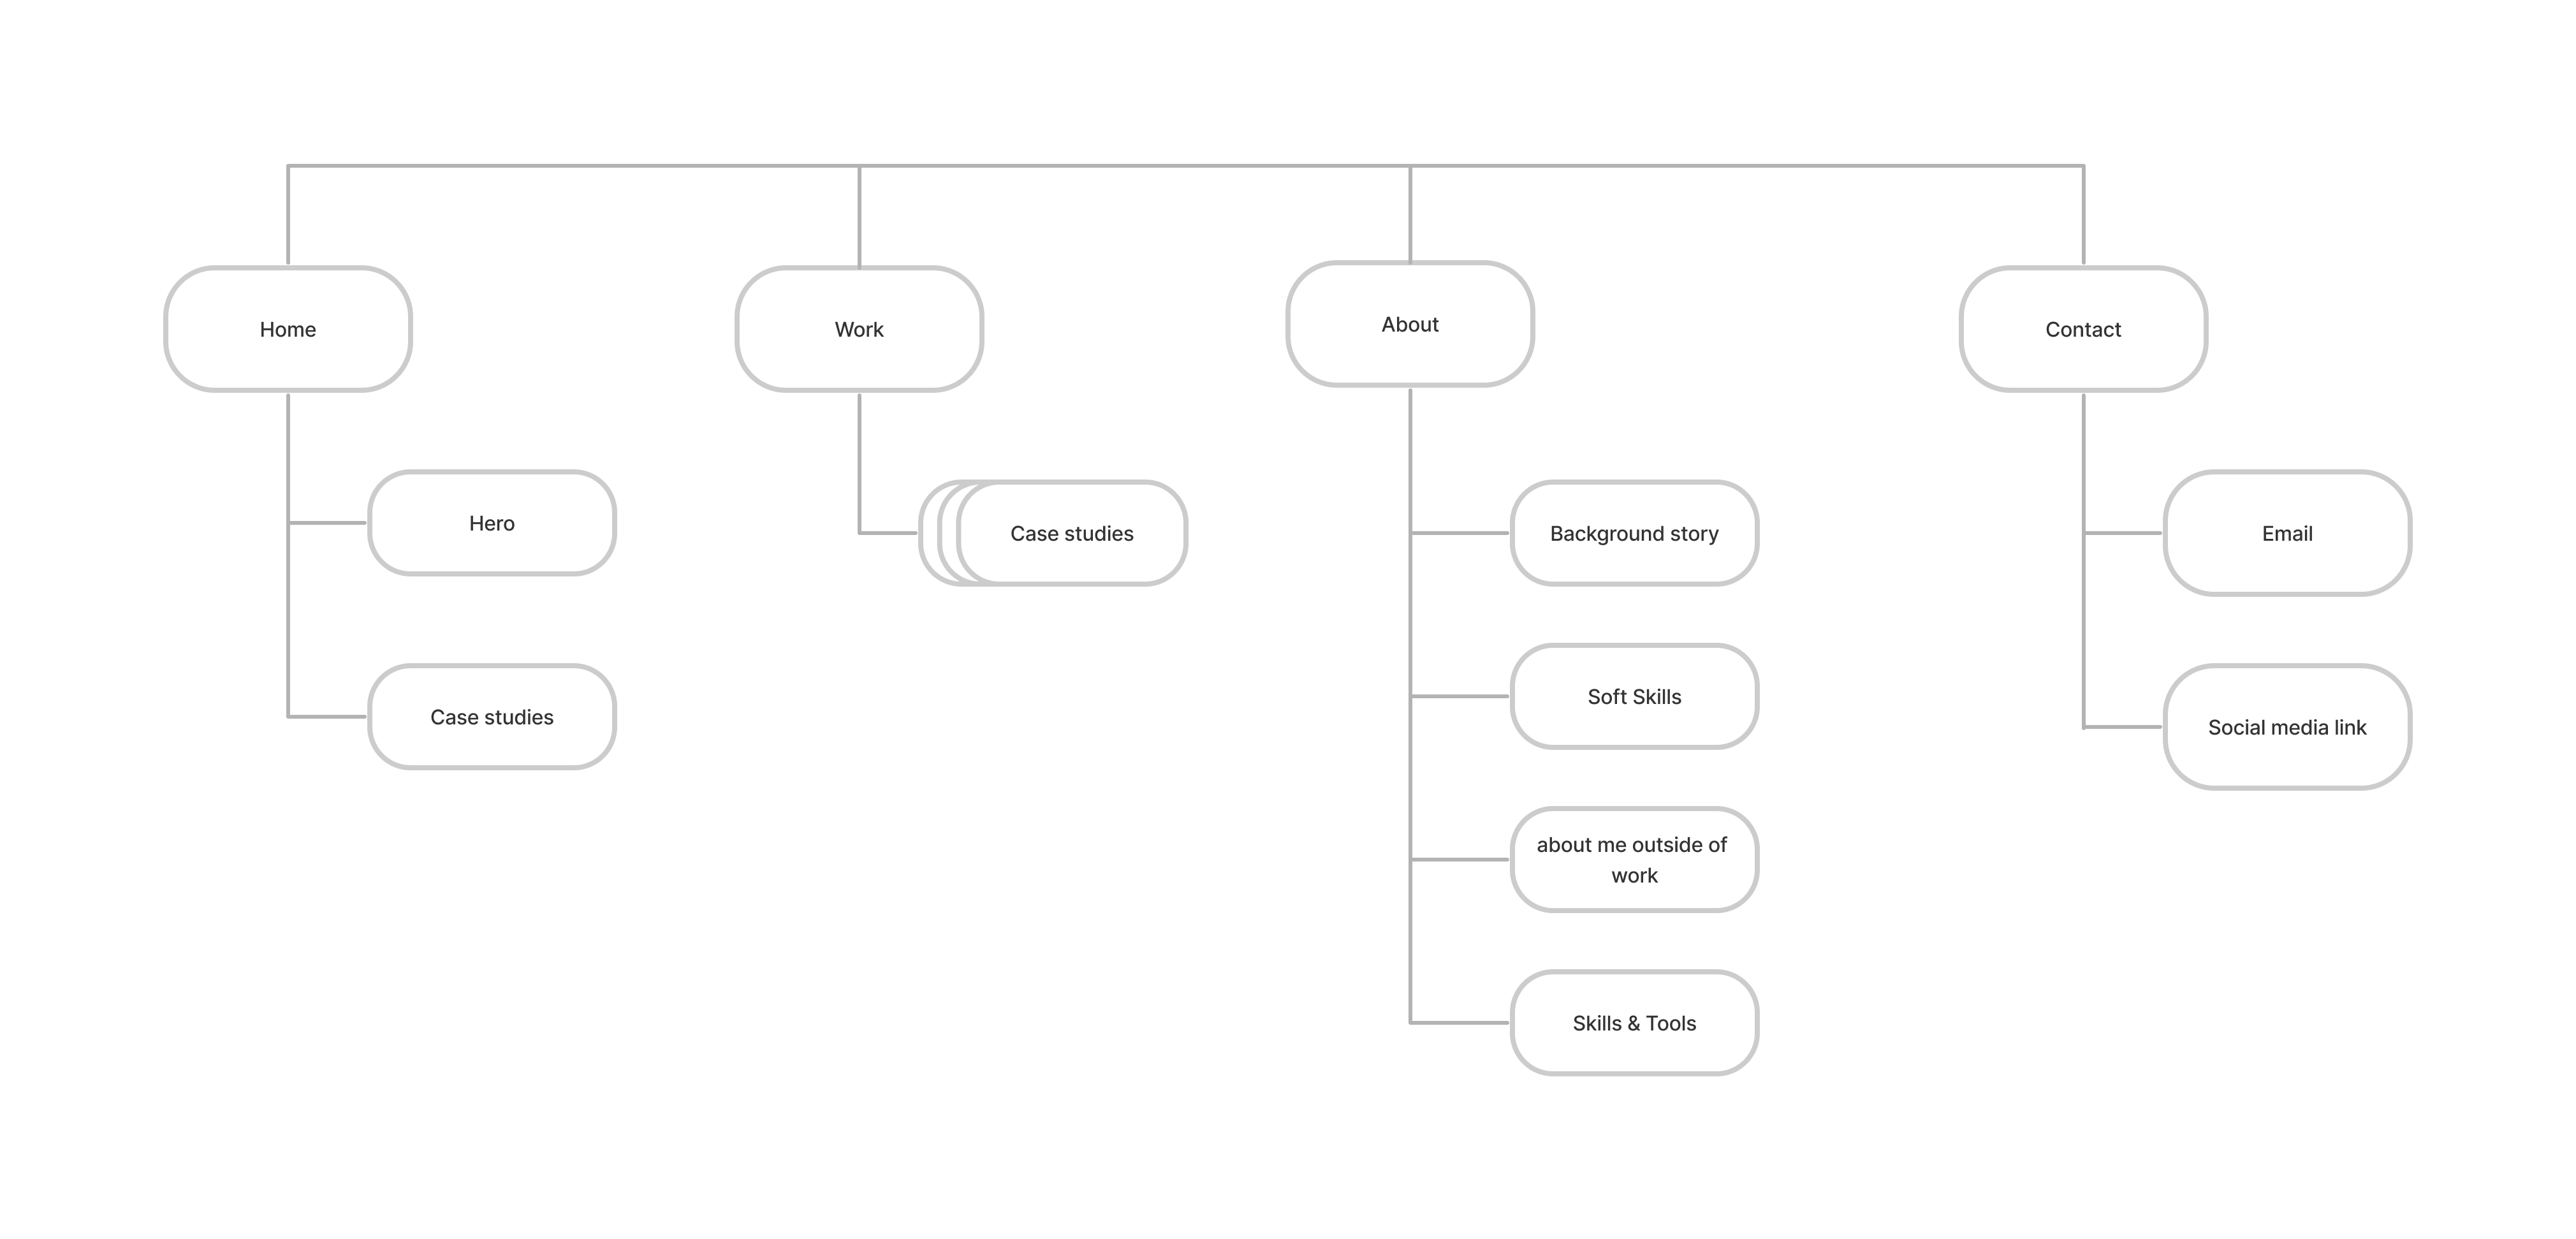 Home
Work
About
Contact
Hero
Case studies
Case studies
Background story
Soft Skills
about me outside of
work
Skills & Tools
Email
Social media link